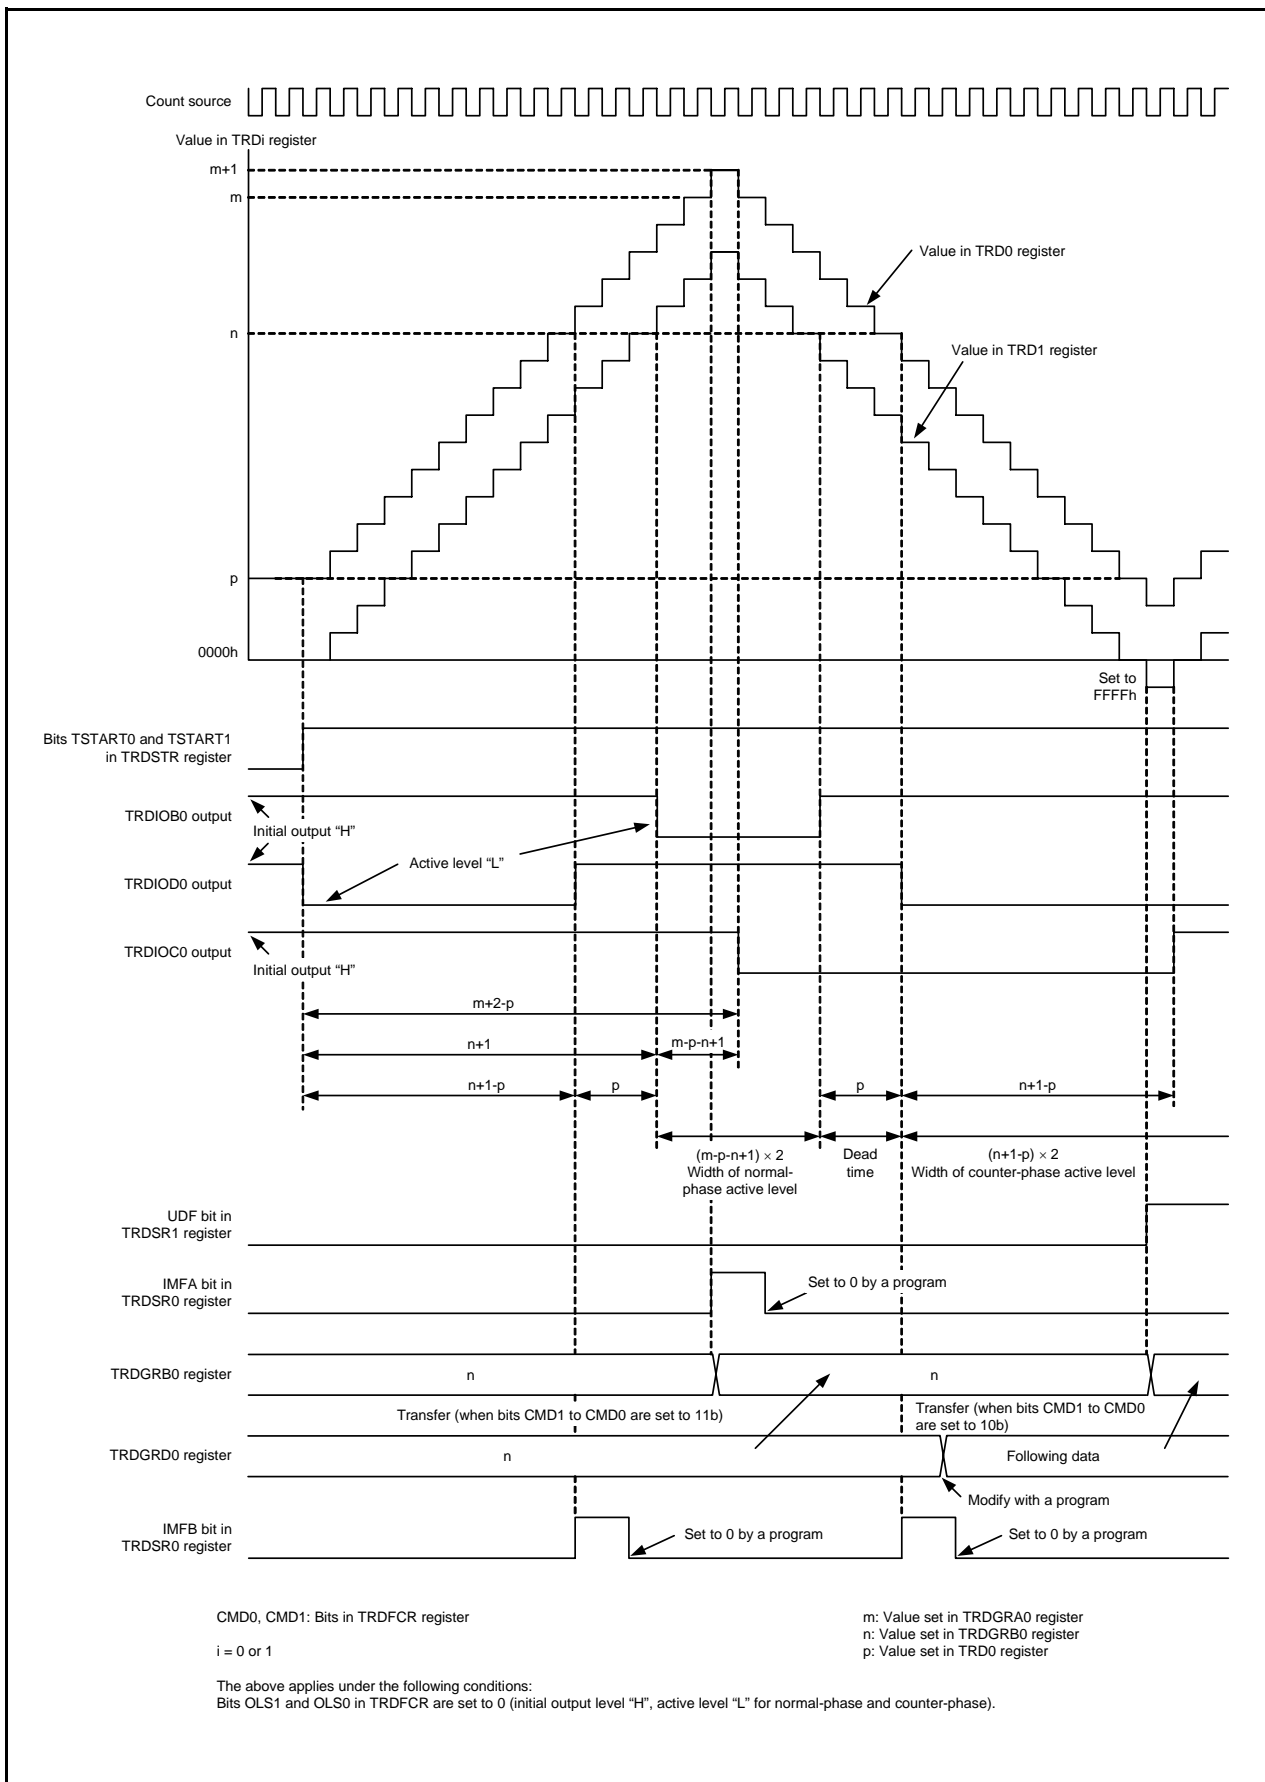 Count source
Value in TRDi register
m+1
m
Value in TRD0 register
n
Value in TRD1 register
p
0000h
Set to
FFFFh
Bits TSTART0 and TSTART1
in TRDSTR register
TRDIOB0 output
Initial output “H”
Active level “L”
TRDIOD0 output
TRDIOC0 output
Initial output “H”
m+2-p
n+1
m-p-n+1
n+1-p
p
p
n+1-p
(m-p-n+1) × 2
Width of normal-
phase active level
Dead
time
(n+1-p) × 2
Width of counter-phase active level
UDF bit in
TRDSR1 register
IMFA bit in
TRDSR0 register
Set to 0 by a program
TRDGRB0 register
n
n
Transfer (when bits CMD1 to CMD0 are set to 11b)
Transfer (when bits CMD1 to CMD0
are set to 10b)
TRDGRD0 register
n
Following data
Modify with a program
IMFB bit in
TRDSR0 register
Set to 0 by a program
Set to 0 by a program
CMD0, CMD1: Bits in TRDFCR register
i = 0 or 1
m: Value set in TRDGRA0 register
n: Value set in TRDGRB0 register
p: Value set in TRD0 register
The above applies under the following conditions:
Bits OLS1 and OLS0 in TRDFCR are set to 0 (initial output level “H”, active level “L” for normal-phase and counter-phase).